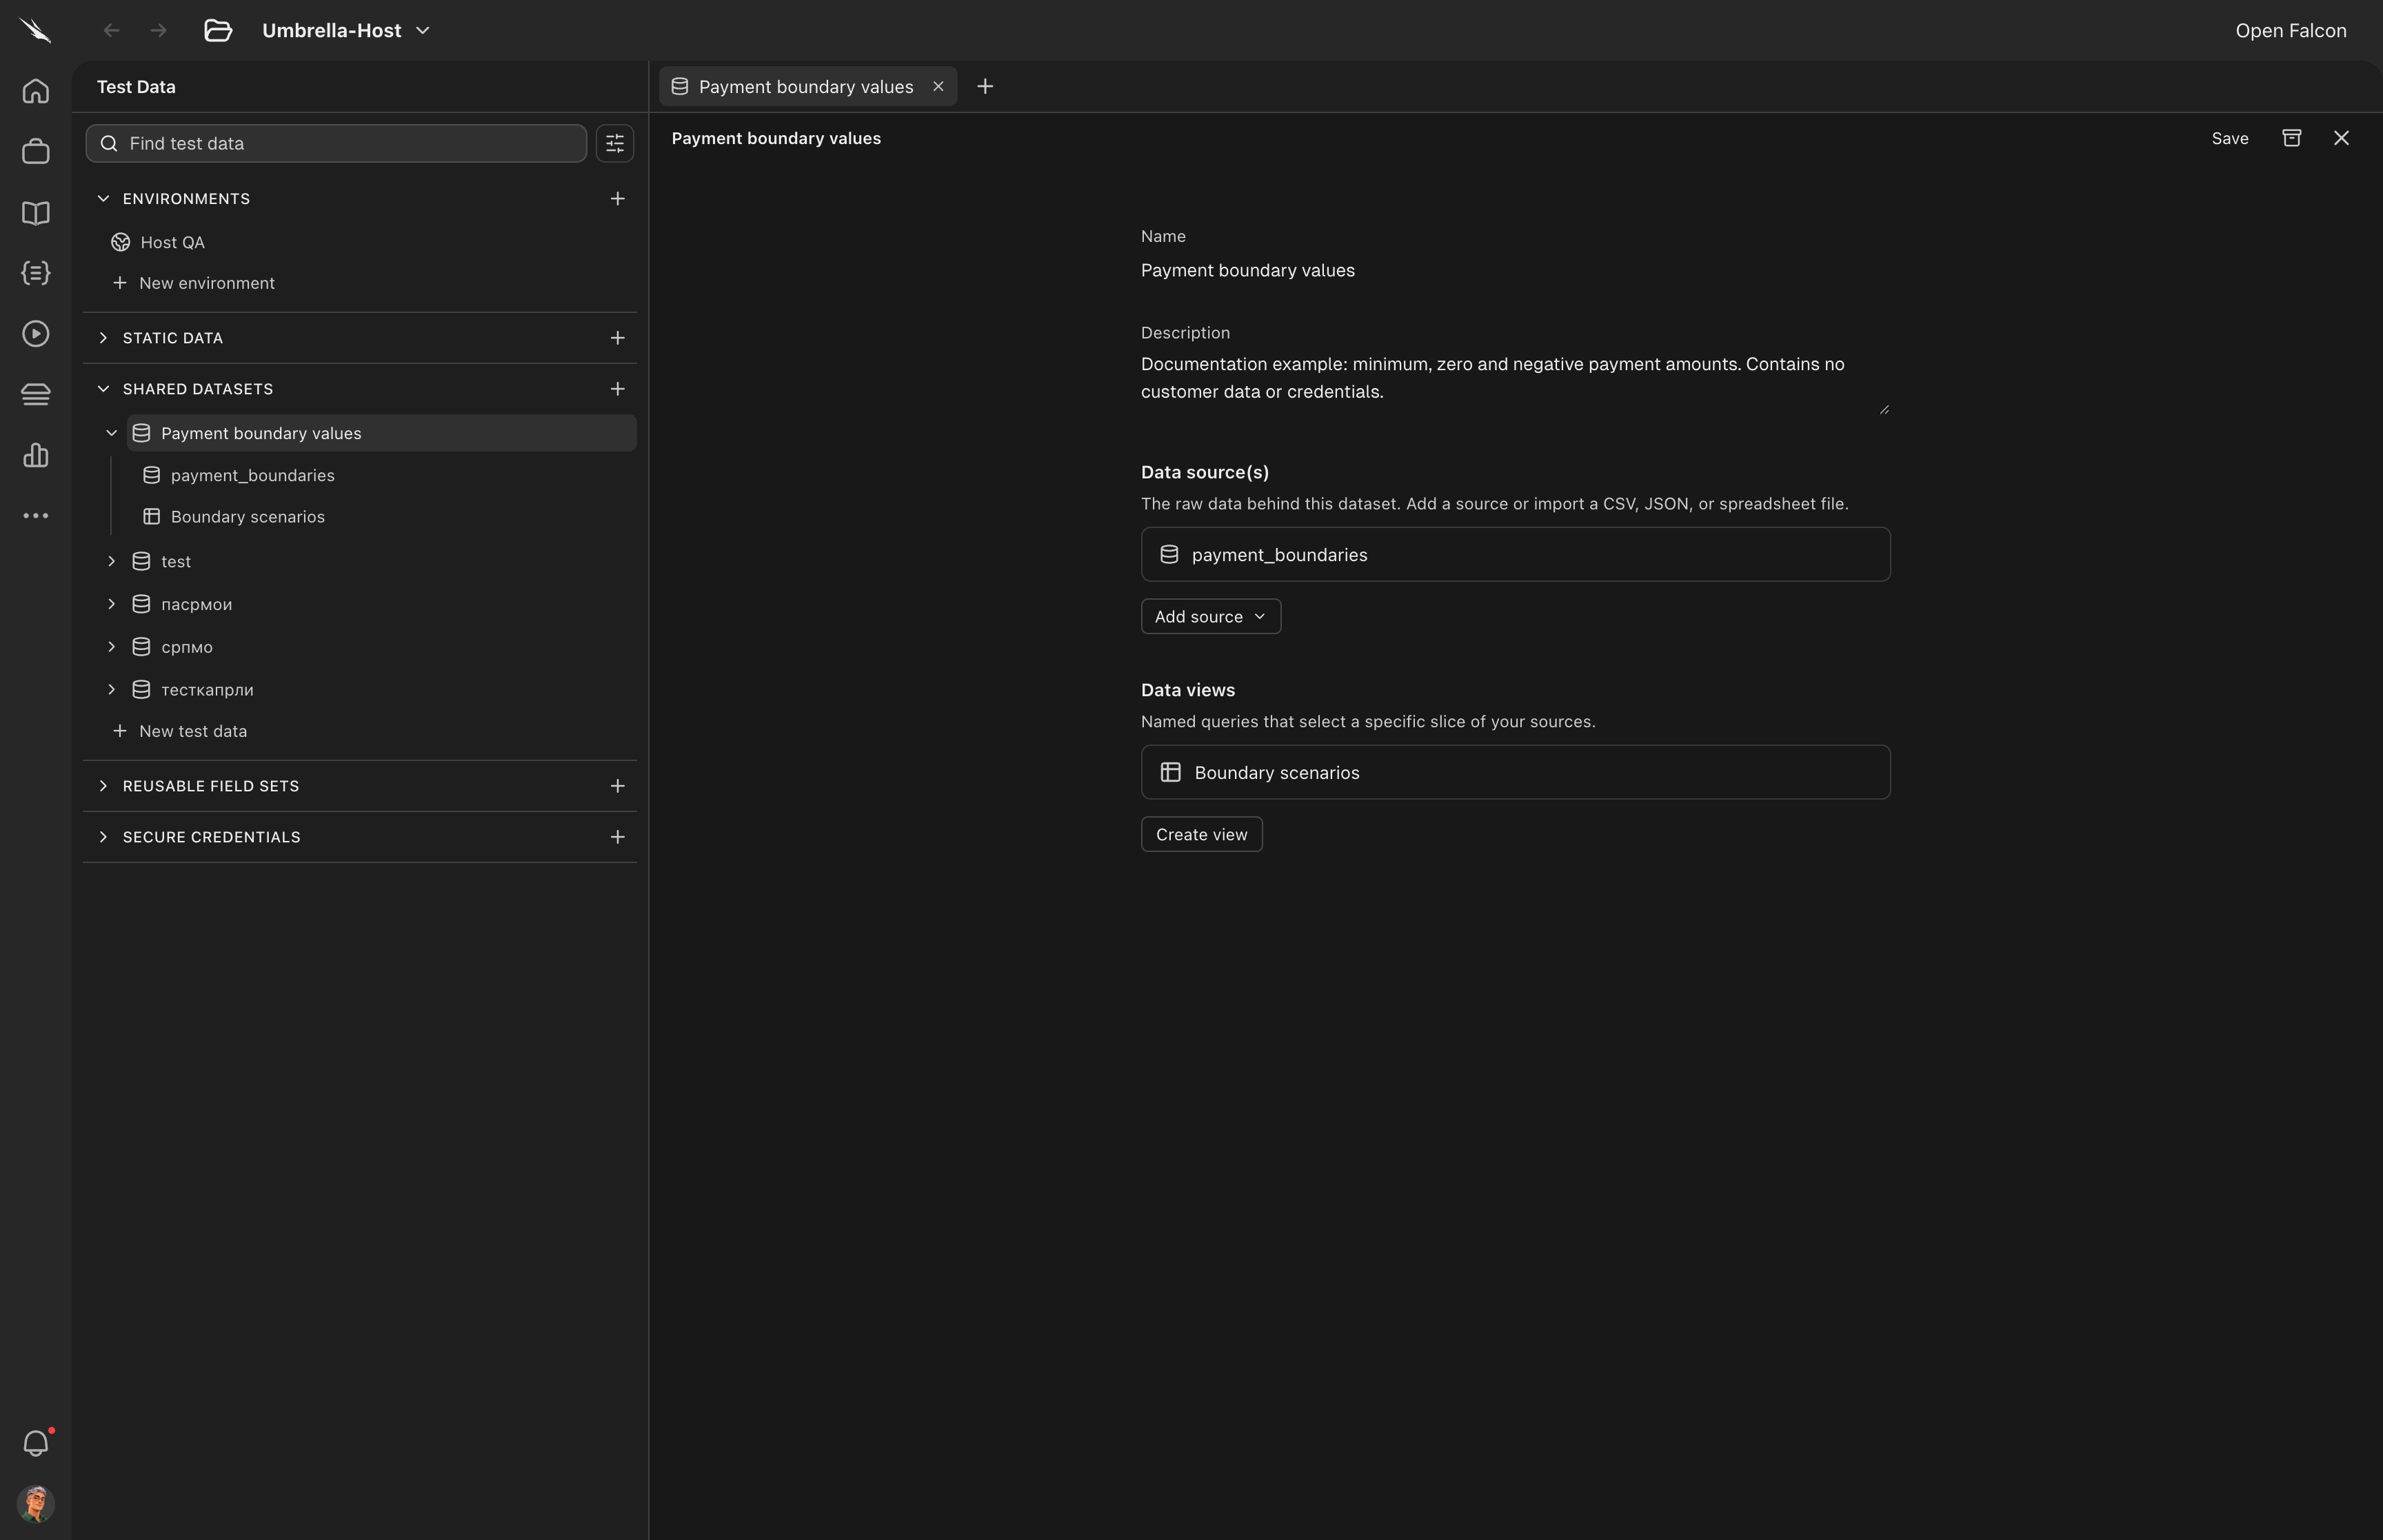 Umbrella-Host
Open Falcon
Test Data
Find test data
ENVIRONMENTS
Host QA
New environment
STATIC DATA
SHARED DATASETS
Payment boundary values
payment_boundaries
Boundary scenarios
test
пасрмои
српмо
тесткапрли
New test data
REUSABLE FIELD SETS
SECURE CREDENTIALS
Payment boundary values
Payment boundary values
Save
Name
Payment boundary values
Description
Documentation example: minimum, zero and negative payment amounts. Contains no
customer data or credentials.
Data source(s)
The raw data behind this dataset. Add a source or import a CSV, JSON, or spreadsheet file.
payment_boundaries
Add source
Data views
Named queries that select a specific slice of your sources.
Boundary scenarios
Create view